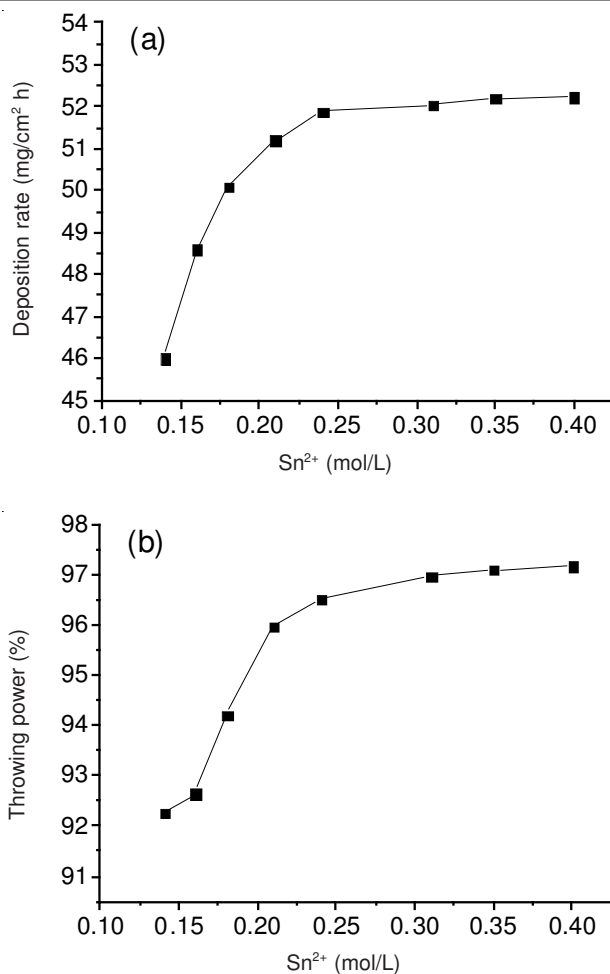 (a)
Deposition rate (mg/cm² h)
54
53
52
51
50
49
48
47
46
45
0.10 0.15 0.20 0.25 0.30 0.35 0.40
Sn²⁺ (mol/L)
(b)
Throwing power (%)
98
97
96
95
94
93
92
91
0.10 0.15 0.20 0.25 0.30 0.35 0.40
Sn²⁺ (mol/L)